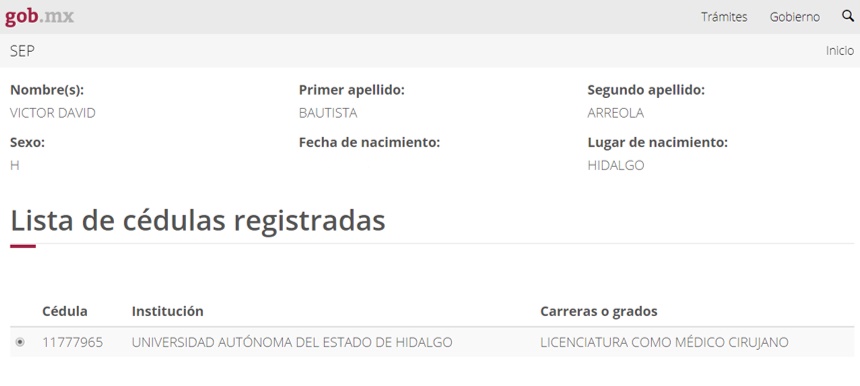 gob.mx Trámites Gobierno
SEP Inicio
Nombre(s): Primer apellido: Segundo apellido:
VICTOR DAVID BAUTISTA ARREOLA
Sexo: Fecha de nacimiento: Lugar de nacimiento:
H HIDALGO
Lista de cédulas registradas
Cédula Institución Carreras o grados
11777965 UNIVERSIDAD AUTÓNOMA DEL ESTADO DE HIDALGO LICENCIATURA COMO MÉDICO CIRUJANO